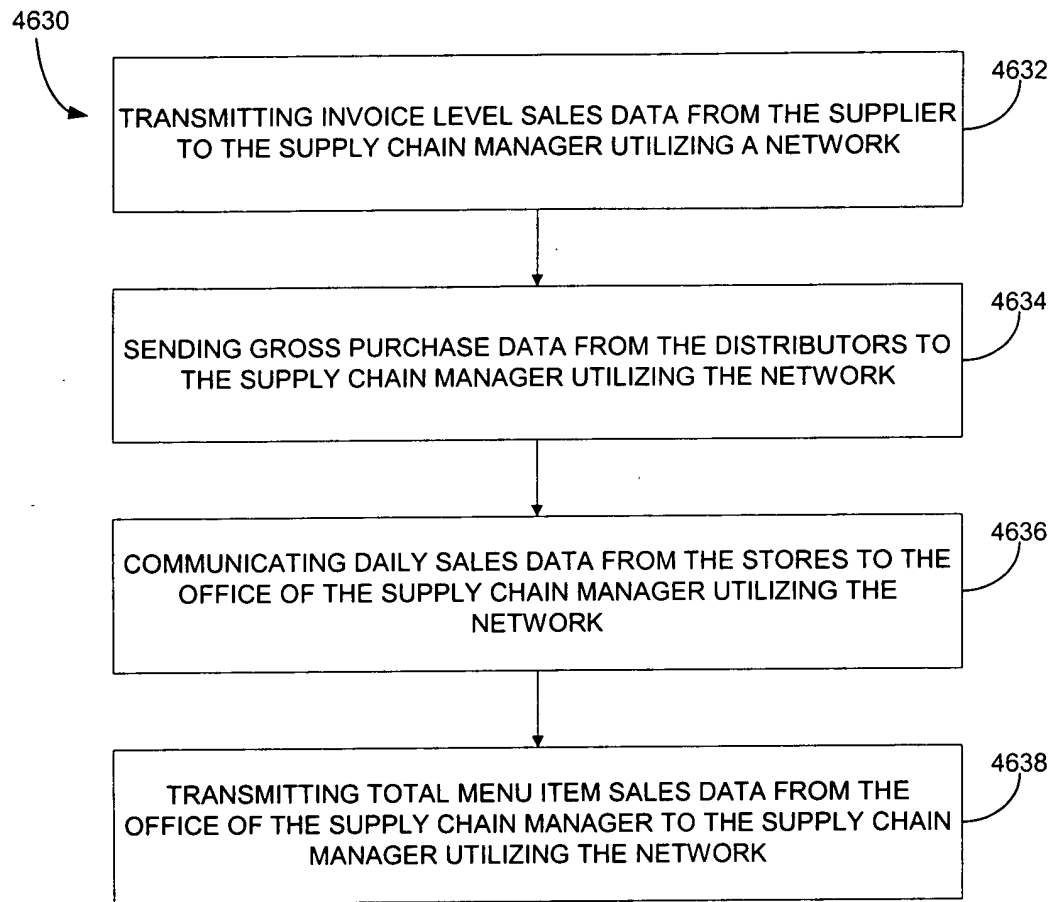 4630
4632
TRANSMITTING INVOICE LEVEL SALES DATA FROM THE SUPPLIER
TO THE SUPPLY CHAIN MANAGER UTILIZING A NETWORK
4634
SENDING GROSS PURCHASE DATA FROM THE DISTRIBUTORS TO
THE SUPPLY CHAIN MANAGER UTILIZING THE NETWORK
4636
COMMUNICATING DAILY SALES DATA FROM THE STORES TO THE
OFFICE OF THE SUPPLY CHAIN MANAGER UTILIZING THE
NETWORK
4638
TRANSMITTING TOTAL MENU ITEM SALES DATA FROM THE
OFFICE OF THE SUPPLY CHAIN MANAGER TO THE SUPPLY CHAIN
MANAGER UTILIZING THE NETWORK